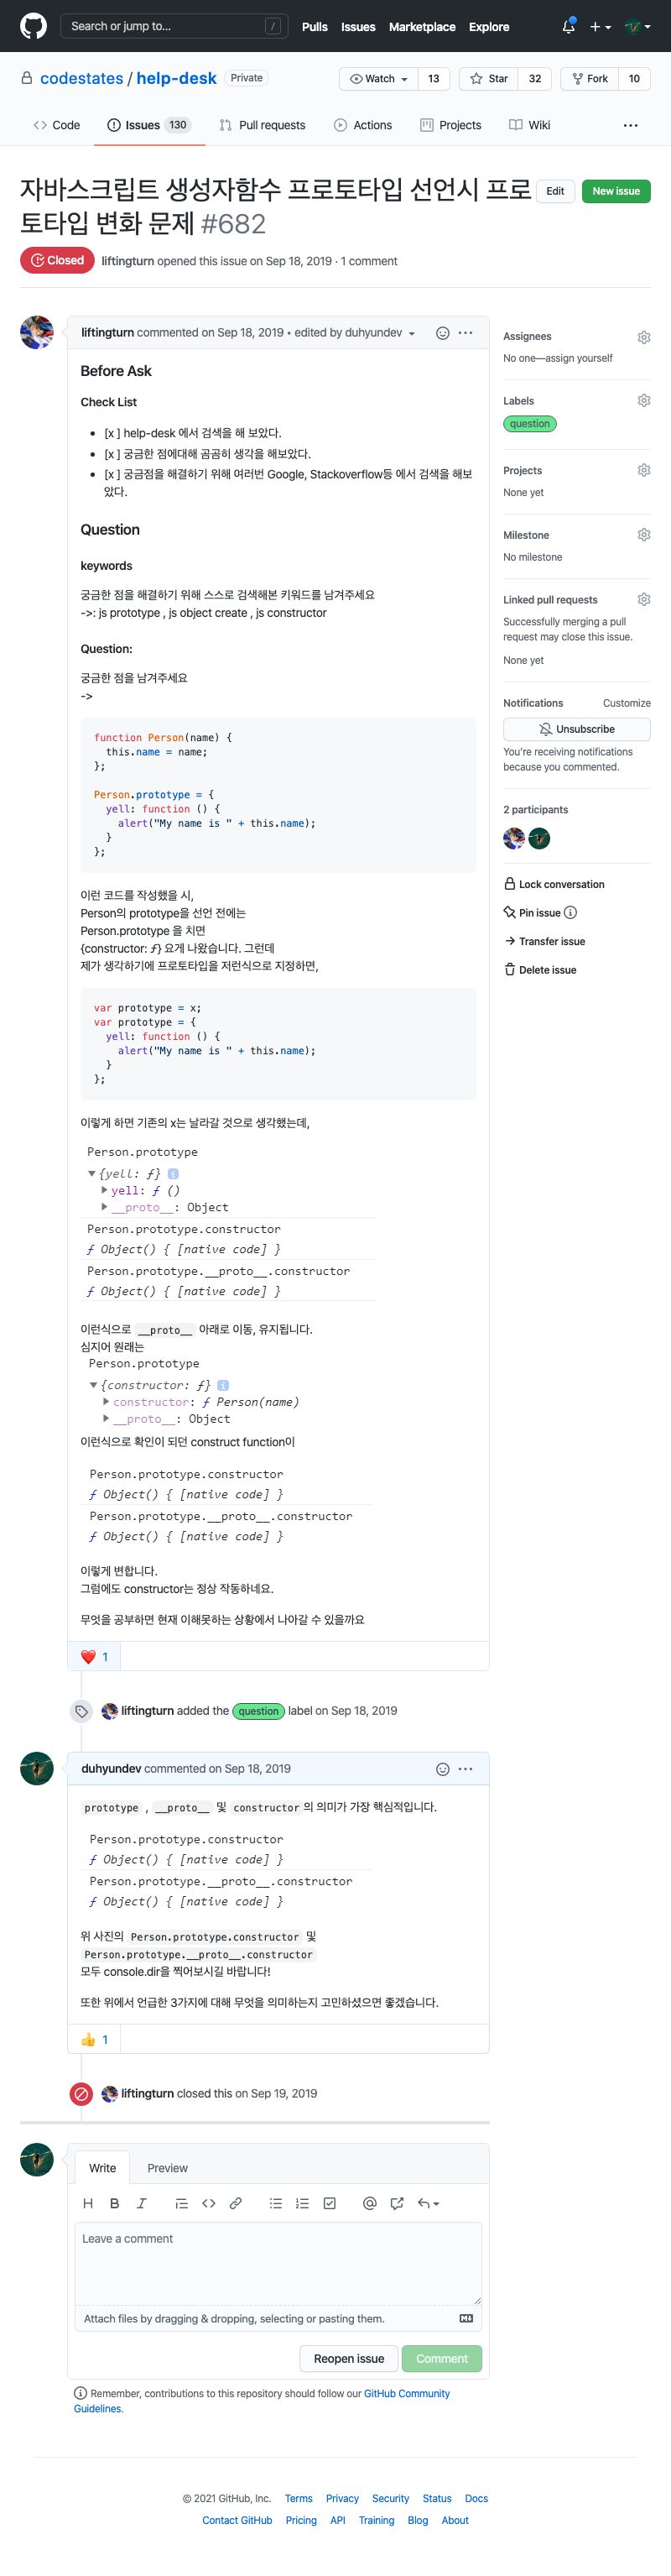 Search or jump to...
/
Pulls Issues Marketplace Explore
codestates / help-desk Private
Watch 13 Star 32 Fork 10
Code Issues 130 Pull requests Actions Projects Wiki
자바스크립트 생성자함수 프로토타입 선언시 프로
토타입 변화 문제 #682
Edit New issue
Closed liftingturn opened this issue on Sep 18, 2019 · 1 comment
liftingturn commented on Sep 18, 2019 • edited by duhyundev
Before Ask
Check List
• [x ] help-desk 에서 검색을 해 보았다.
• [x ] 궁금한 점에대해 곰곰히 생각을 해보았다.
• [x ] 궁금점을 해결하기 위해 여러번 Google, Stackoverflow등 에서 검색을 해보
았다.
Question
keywords
궁금한 점을 해결하기 위해 스스로 검색해본 키워드를 남겨주세요
->: js prototype , js object create , js constructor
Question:
궁금한 점을 남겨주세요
->
function Person(name) {
this.name = name;
};
Person.prototype = {
yell: function () {
alert("My name is " + this.name);
}
};
이런 코드를 작성했을 시,
Person의 prototype을 선언 전에는
Person.prototype 을 치면
{constructor: ƒ} 요게 나왔습니다. 그런데
제가 생각하기에 프로토타입을 저런식으로 지정하면,
var prototype = x;
var prototype = {
yell: function () {
alert("My name is " + this.name);
}
};
이렇게 하면 기존의 x는 날라갈 것으로 생각했는데,
Person.prototype
▼{yell: ƒ} i
▶yell: ƒ ()
▶__proto__: Object
Person.prototype.constructor
ƒ Object() { [native code] }
Person.prototype.__proto__.constructor
ƒ Object() { [native code] }
이런식으로 __proto__ 아래로 이동, 유지됩니다.
심지어 원래는
Person.prototype
▼{constructor: ƒ} i
▶constructor: ƒ Person(name)
▶__proto__: Object
이런식으로 확인이 되던 construct function이
Person.prototype.constructor
ƒ Object() { [native code] }
Person.prototype.__proto__.constructor
ƒ Object() { [native code] }
이렇게 변합니다.
그럼에도 constructor는 정상 작동하네요.
무엇을 공부하면 현재 이해못하는 상황에서 나아갈 수 있을까요
❤️ 1
Assignees
No one—assign yourself
Labels
question
Projects
None yet
Milestone
No milestone
Linked pull requests
Successfully merging a pull
request may close this issue.
None yet
Notifications Customize
Unsubscribe
You're receiving notifications
because you commented.
2 participants
Lock conversation
Pin issue
Transfer issue
Delete issue
liftingturn added the question label on Sep 18, 2019
duhyundev commented on Sep 18, 2019
prototype , __proto__ 및 constructor 의 의미가 가장 핵심적입니다.
Person.prototype.constructor
ƒ Object() { [native code] }
Person.prototype.__proto__.constructor
ƒ Object() { [native code] }
위 사진의 Person.prototype.constructor 및
Person.prototype.__proto__.constructor
모두 console.dir을 찍어보시길 바랍니다!
또한 위에서 언급한 3가지에 대해 무엇을 의미하는지 고민하셨으면 좋겠습니다.
👍 1
liftingturn closed this on Sep 19, 2019
Write Preview
H B I
Leave a comment
Attach files by dragging & dropping, selecting or pasting them.
Reopen issue Comment
Remember, contributions to this repository should follow our GitHub Community
Guidelines.
© 2021 GitHub, Inc. Terms Privacy Security Status Docs
Contact GitHub Pricing API Training Blog About